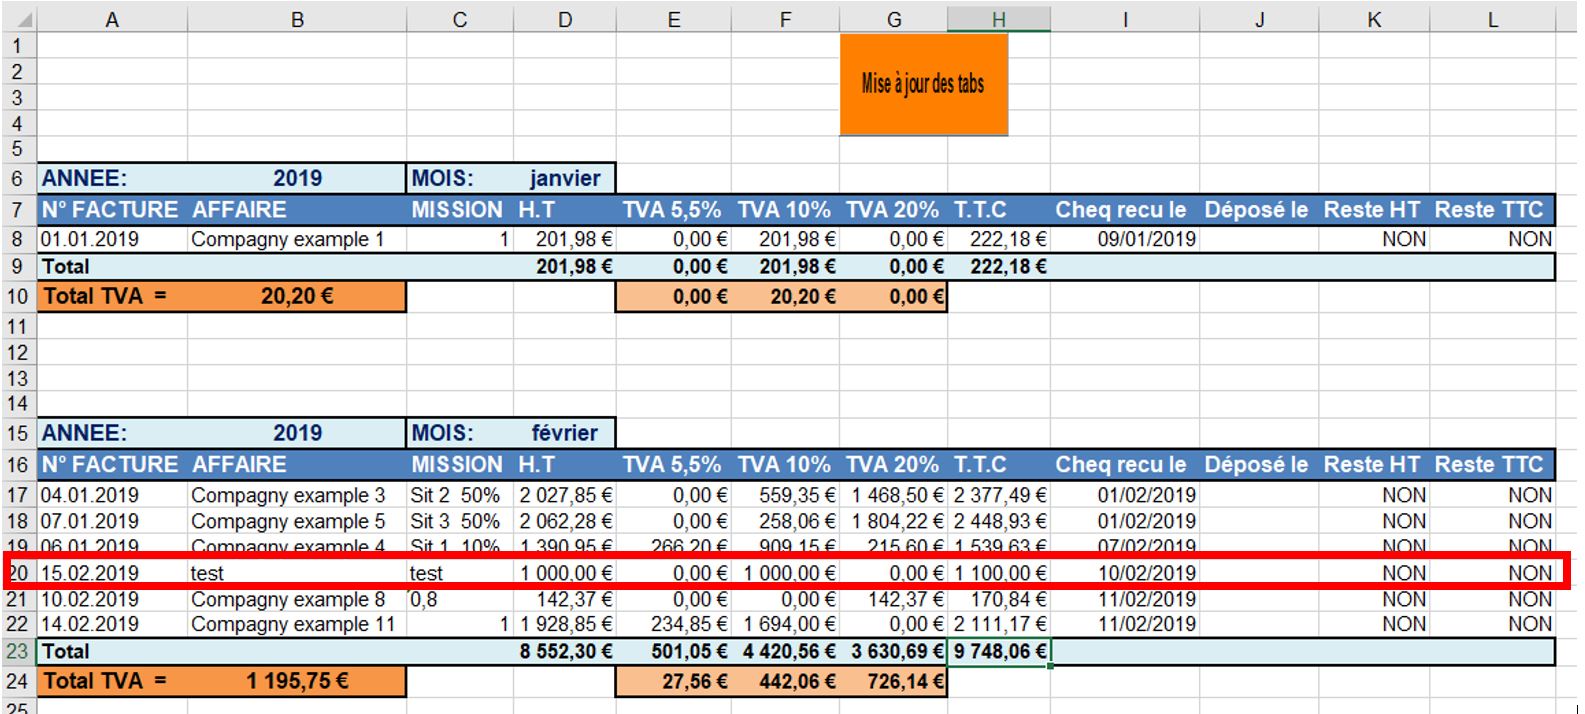 A B C D E F G H I J K L
1
2
3
4
Mise à jour des tabs
5
6 ANNEE: 2019 MOIS: janvier
7 N° FACTURE AFFAIRE MISSION H.T TVA 5,5% TVA 10% TVA 20% T.T.C Cheq recu le Déposé le Reste HT Reste TTC
8 01.01.2019 Compagny example 1 1 201,98 € 0,00 € 201,98 € 0,00 € 222,18 € 09/01/2019 NON NON
9 Total 201,98 € 0,00 € 201,98 € 0,00 € 222,18 €
10 Total TVA = 20,20 € 0,00 € 20,20 € 0,00 €
11
12
13
14
15 ANNEE: 2019 MOIS: février
16 N° FACTURE AFFAIRE MISSION H.T TVA 5,5% TVA 10% TVA 20% T.T.C Cheq recu le Déposé le Reste HT Reste TTC
17 04.01.2019 Compagny example 3 Sit 2 50% 2 027,85 € 0,00 € 559,35 € 1 468,50 € 2 377,49 € 01/02/2019 NON NON
18 07.01.2019 Compagny example 5 Sit 3 50% 2 062,28 € 0,00 € 258,06 € 1 804,22 € 2 448,93 € 01/02/2019 NON NON
19 06.01.2019 Compagny example 4 Sit 1 10% 1 390,95 € 266,20 € 909,15 € 215,60 € 1 539,63 € 07/02/2019 NON NON
20 15.02.2019 test test 1 000,00 € 0,00 € 1 000,00 € 0,00 € 1 100,00 € 10/02/2019 NON NON
21 10.02.2019 Compagny example 8 0,8 142,37 € 0,00 € 0,00 € 142,37 € 170,84 € 11/02/2019 NON NON
22 14.02.2019 Compagny example 11 1 1 928,85 € 234,85 € 1 694,00 € 0,00 € 2 111,17 € 11/02/2019 NON NON
23 Total 8 552,30 € 501,05 € 4 420,56 € 3 630,69 € 9 748,06 €
24 Total TVA = 1 195,75 € 27,56 € 442,06 € 726,14 €
25